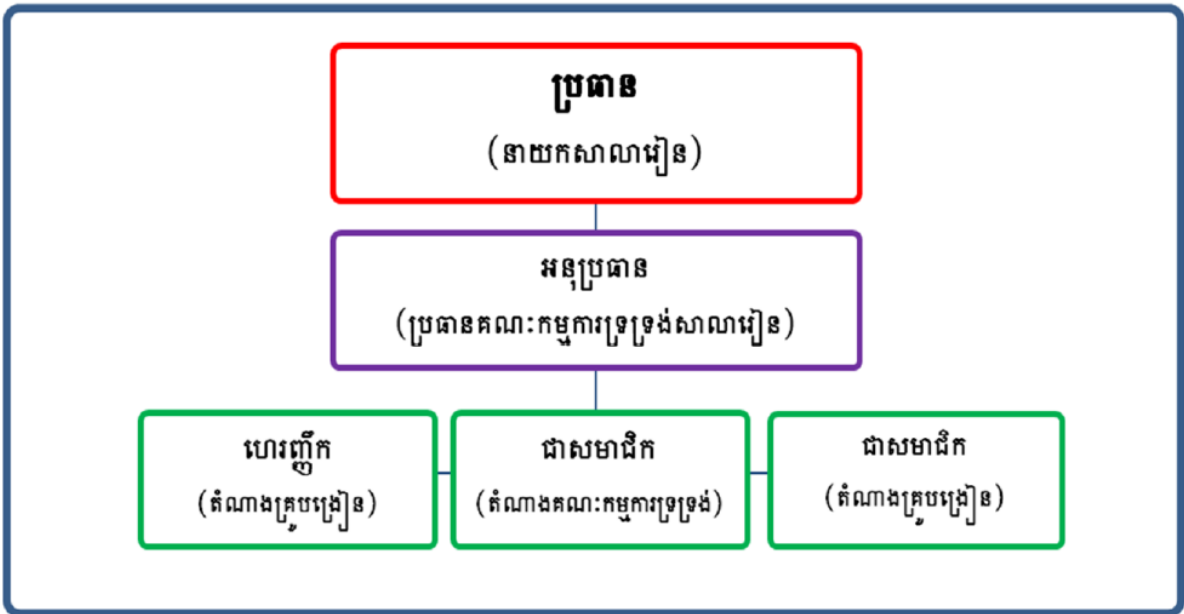 ប្រធាន
(នាយកសាលារៀន)
អនុប្រធាន
(ប្រធានគណៈកម្មការទ្រទ្រង់សាលារៀន)
ហេរញ្ញឹក
(តំណាងគ្រូបង្រៀន)
ជាសមាជិក
(តំណាងគណៈកម្មការទ្រទ្រង់)
ជាសមាជិក
(តំណាងគ្រូបង្រៀន)